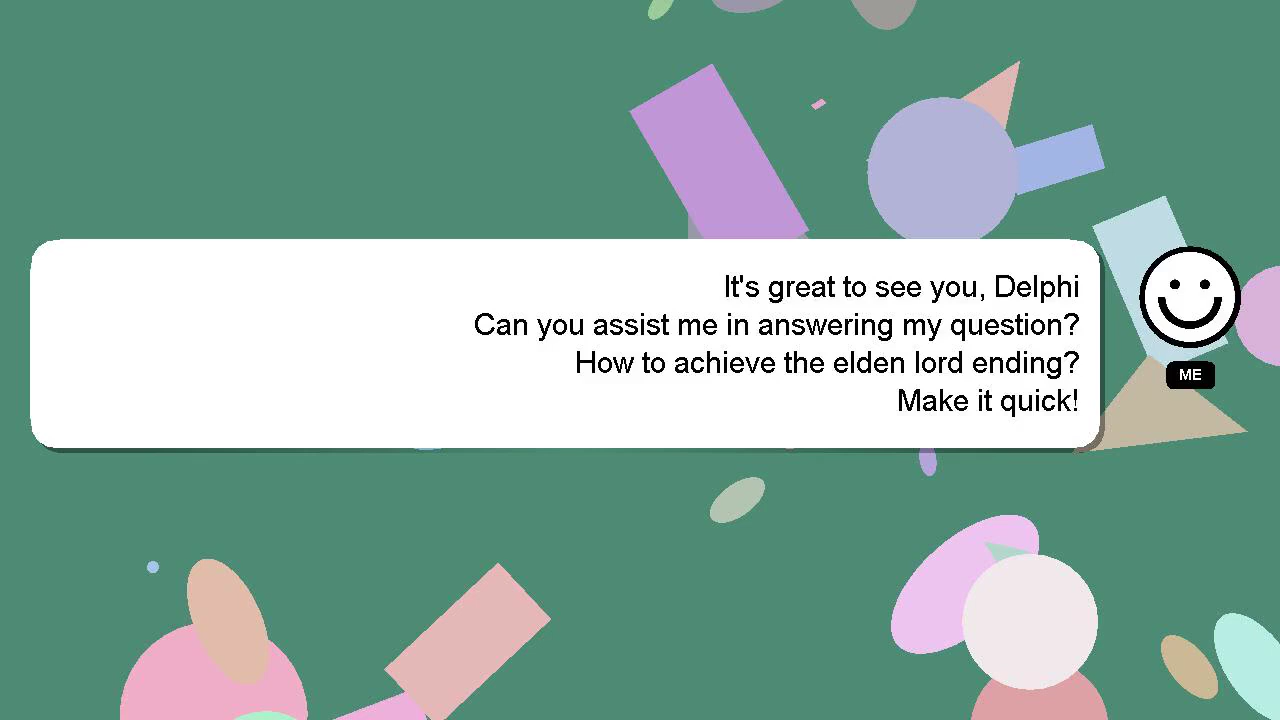 It's great to see you, Delphi
Can you assist me in answering my question?
How to achieve the elden lord ending?
Make it quick!
ME